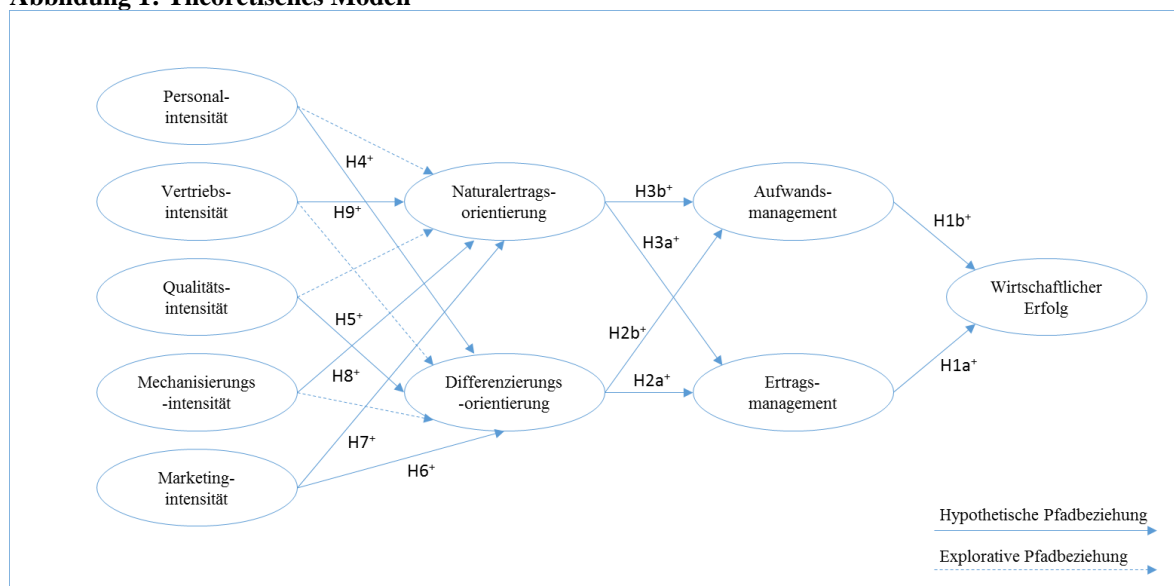 Abbildung 1: Theoretisches Modell
Personal-
intensität
H4⁺
Vertriebs-
intensität
H9⁺
Naturalertrags-
orientierung
H3b⁺
Aufwands-
management
H1b⁺
H3a⁺
Qualitäts-
intensität
Wirtschaftlicher
Erfolg
H5⁺
H2b⁺
Mechanisierungs
-intensität
H8⁺
Differenzierungs
-orientierung
H2a⁺
Ertrags-
management
H1a⁺
H7⁺
H6⁺
Marketing-
intensität
Hypothetische Pfadbeziehung
Explorative Pfadbeziehung